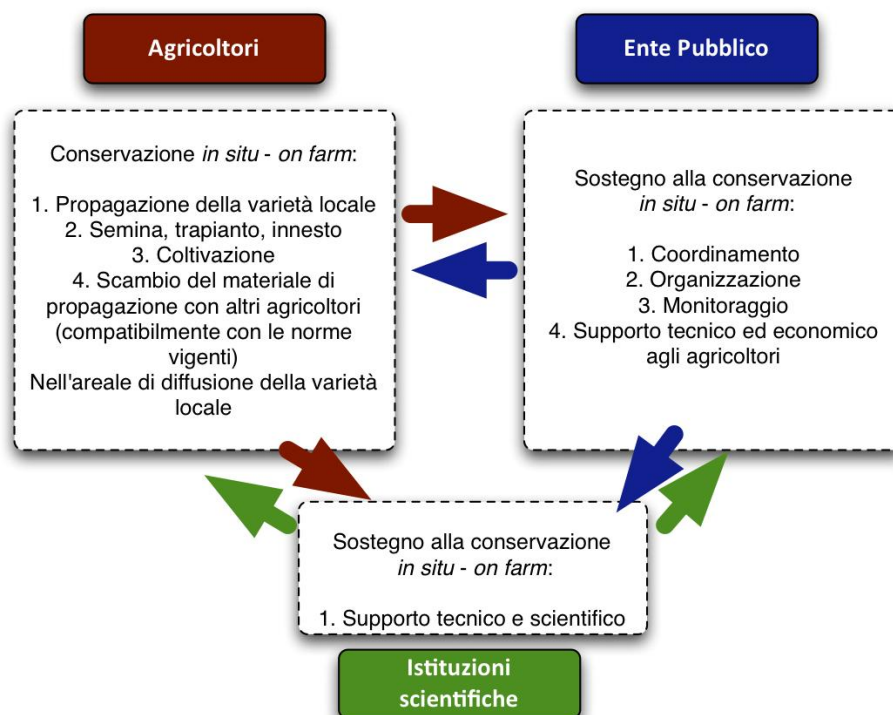 Agricoltori
Ente Pubblico
Conservazione in situ - on farm:
1. Propagazione della varietà locale
2. Semina, trapianto, innesto
3. Coltivazione
4. Scambio del materiale di
propagazione con altri agricoltori
(compatibilmente con le norme
vigenti)
Nell'areale di diffusione della varietà
locale
Sostegno alla conservazione
in situ - on farm:
1. Coordinamento
2. Organizzazione
3. Monitoraggio
4. Supporto tecnico ed economico
agli agricoltori
Sostegno alla conservazione
in situ - on farm:
1. Supporto tecnico e scientifico
Istituzioni
scientifiche